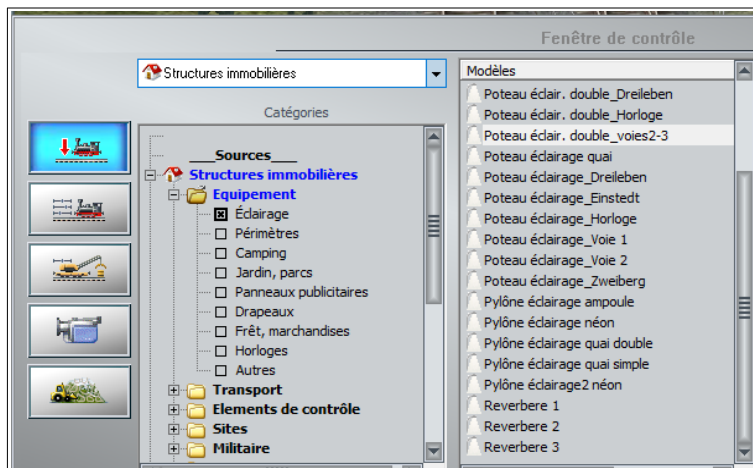 Fenêtre de contrôle
Structures immobilières
Catégories
___Sources___
Structures immobilières
Equipement
Éclairage
Périmètres
Camping
Jardin, parcs
Panneaux publicitaires
Drapeaux
Frêt, marchandises
Horloges
Autres
Transport
Elements de contrôle
Sites
Militaire
Modèles
Poteau éclair. double_Dreileben
Poteau éclair. double_Horloge
Poteau éclair. double_voies2-3
Poteau éclairage quai
Poteau éclairage_Dreileben
Poteau éclairage_Einstedt
Poteau éclairage_Horloge
Poteau éclairage_Voie 1
Poteau éclairage_Voie 2
Poteau éclairage_Zweiberg
Pylône éclairage ampoule
Pylône éclairage néon
Pylône éclairage quai double
Pylône éclairage quai simple
Pylône éclairage2 néon
Reverbere 1
Reverbere 2
Reverbere 3